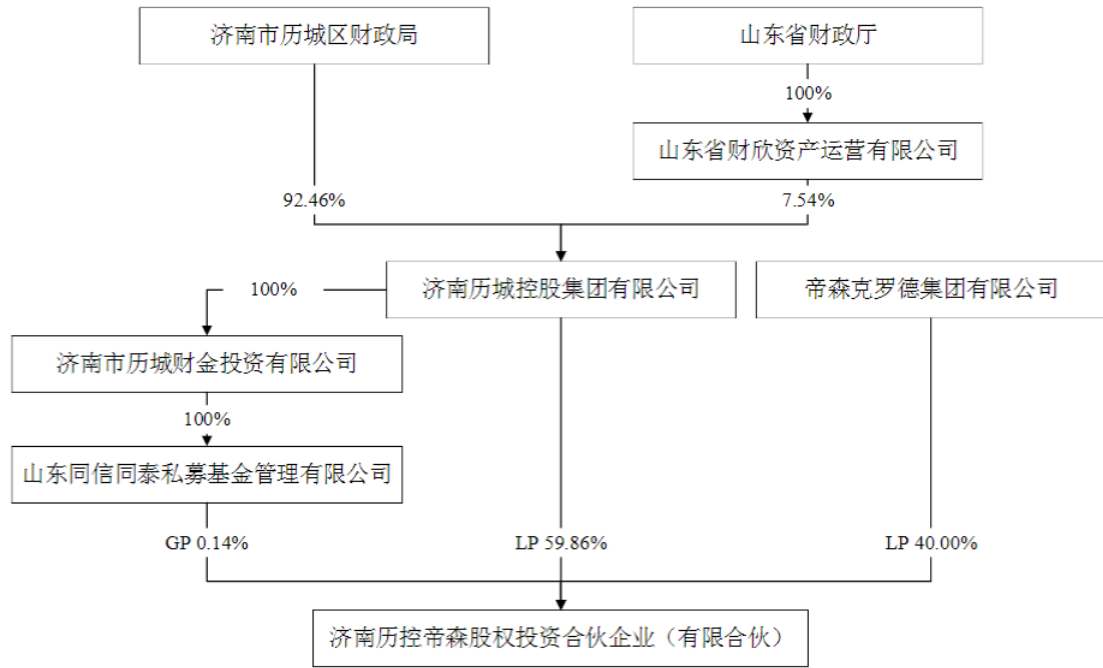 济南市历城区财政局
山东省财政厅
100%
山东省财欣资产运营有限公司
92.46%
7.54%
济南历城控股集团有限公司
帝森克罗德集团有限公司
100%
济南市历城财金投资有限公司
100%
山东同信同泰私募基金管理有限公司
GP 0.14%
LP 59.86%
LP 40.00%
济南历控帝森股权投资合伙企业（有限合伙）